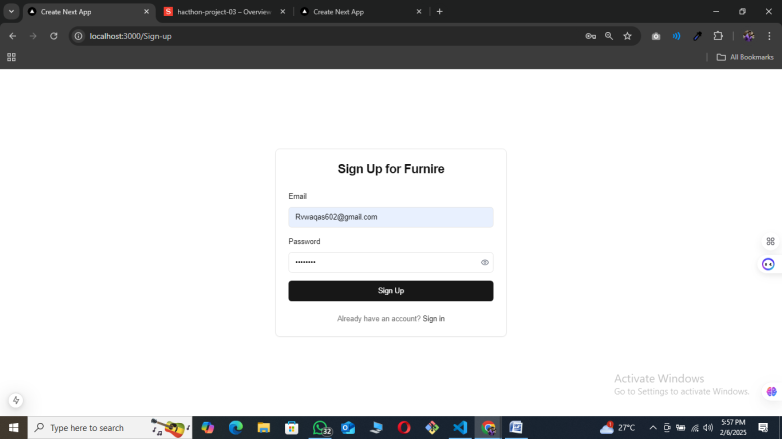 Create Next App
hacthon-project-03 – Overview
Create Next App
localhost:3000/Sign-up
All Bookmarks
Sign Up for Furnire
Email
Rvwaqas602@gmail.com
Password
Sign Up
Already have an account? Sign in
Activate Windows
Go to Settings to activate Windows.
Type here to search
32
27°C
5:57 PM
2/6/2025